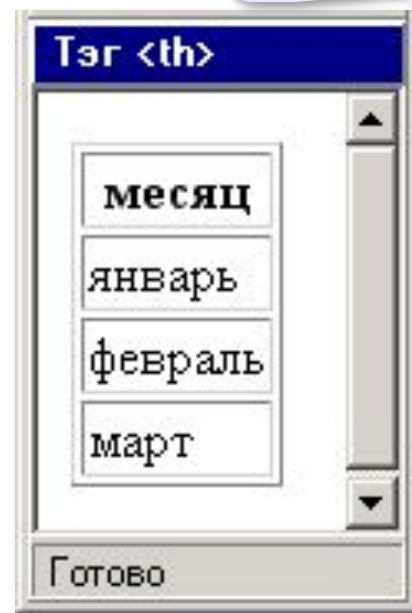 Тэг <th>
месяц
январь
февраль
март
Готово